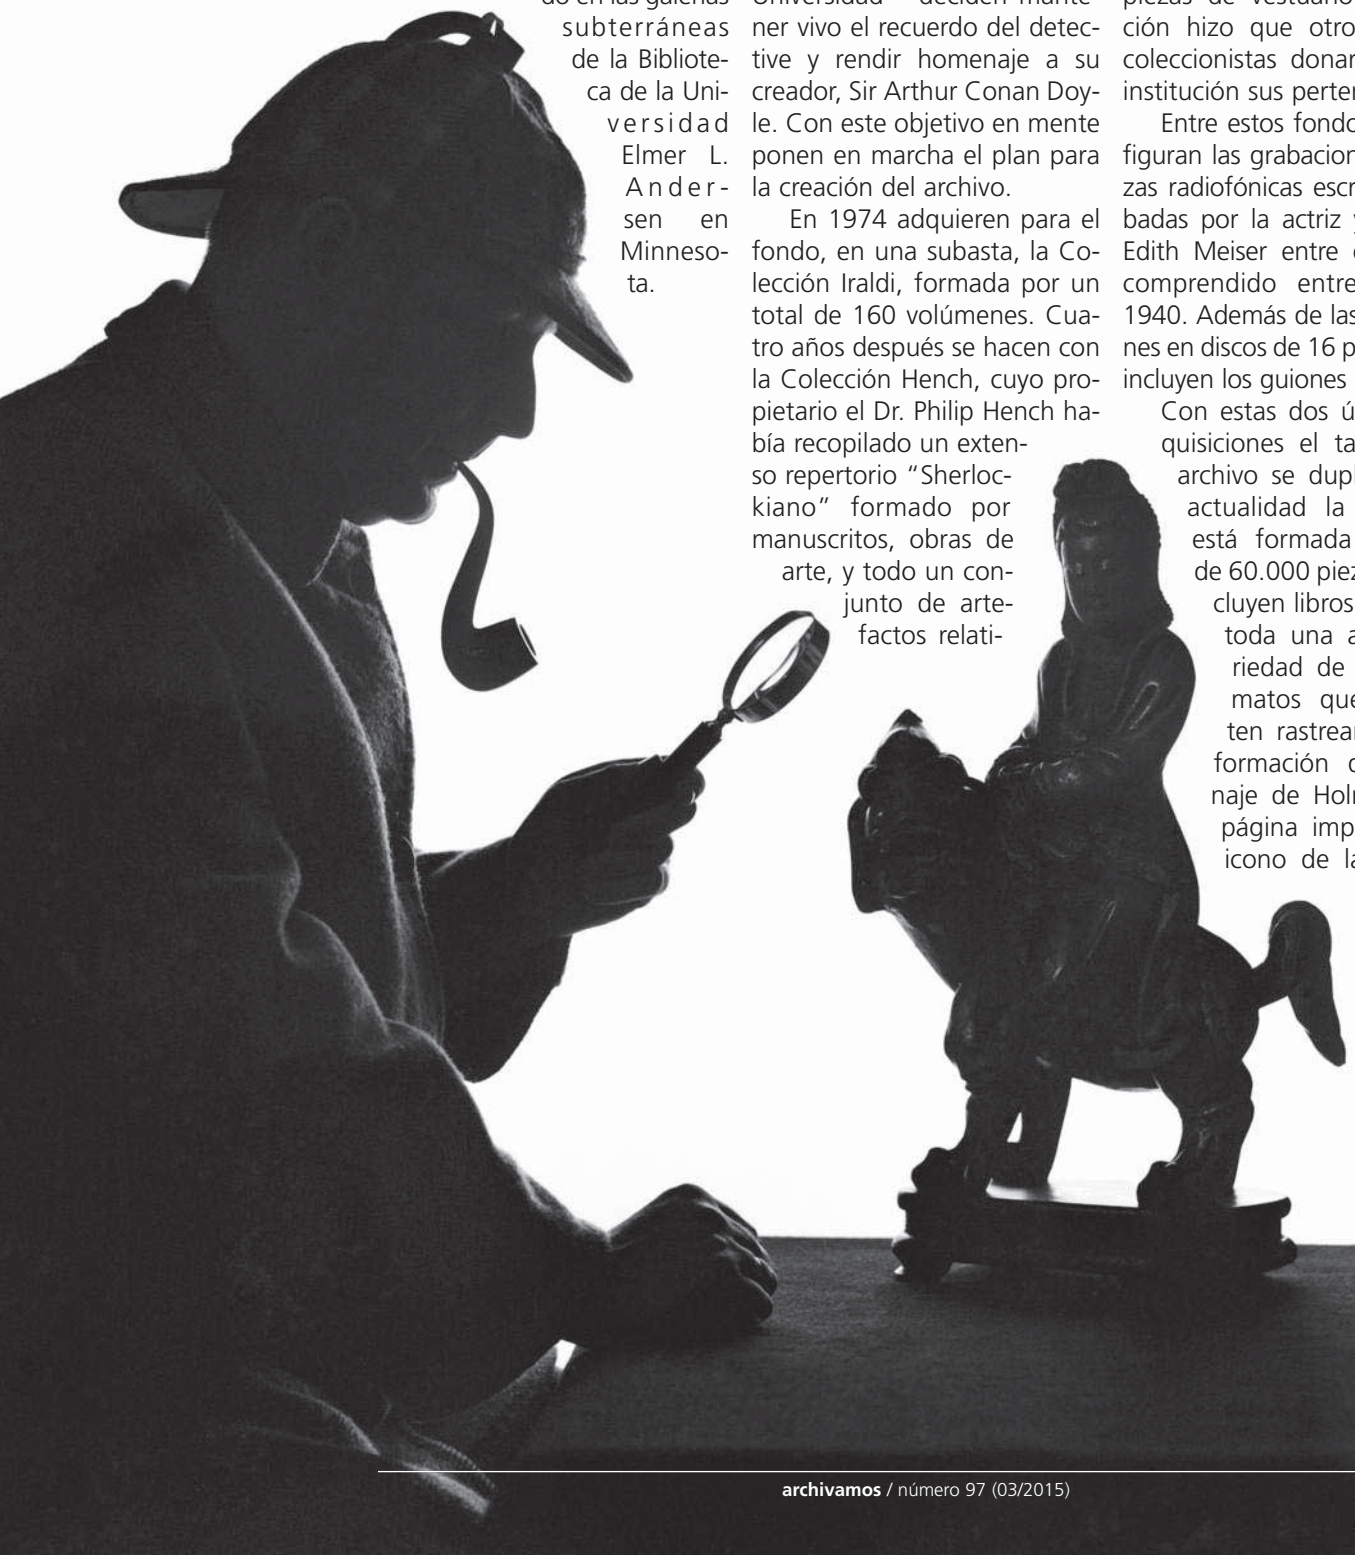 do en las galerías
subterráneas
de la Bibliote-
ca de la Uni-
versidad
Elmer L.
Ander-
sen en
Minneso-
ta.
Universidad deciden mante-
ner vivo el recuerdo del detec-
tive y rendir homenaje a su
creador, Sir Arthur Conan Doy-
le. Con este objetivo en mente
ponen en marcha el plan para
la creación del archivo.
En 1974 adquieren para el
fondo, en una subasta, la Co-
lección Iraldi, formada por un
total de 160 volúmenes. Cua-
tro años después se hacen con
la Colección Hench, cuyo pro-
pietario el Dr. Philip Hench ha-
bía recopilado un exten-
so repertorio “Sherloc-
kiano” formado por
manuscritos, obras de
arte, y todo un con-
junto de arte-
factos relati-
piezas de vestuario
ción hizo que otro
coleccionistas donar
institución sus perter
Entre estos fondo
figuran las grabacion
zas radiofónicas escr
badas por la actriz y
Edith Meiser entre e
comprendido entre
1940. Además de las
nes en discos de 16 p
incluyen los guiones
Con estas dos ú
quisiciones el ta
archivo se dupl
actualidad la
está formada
de 60.000 piez
cluyen libros
toda una a
riedad de
matos que
ten rastrear
formación d
naje de Holr
página imp
icono de la
archivamos / número 97 (03/2015)